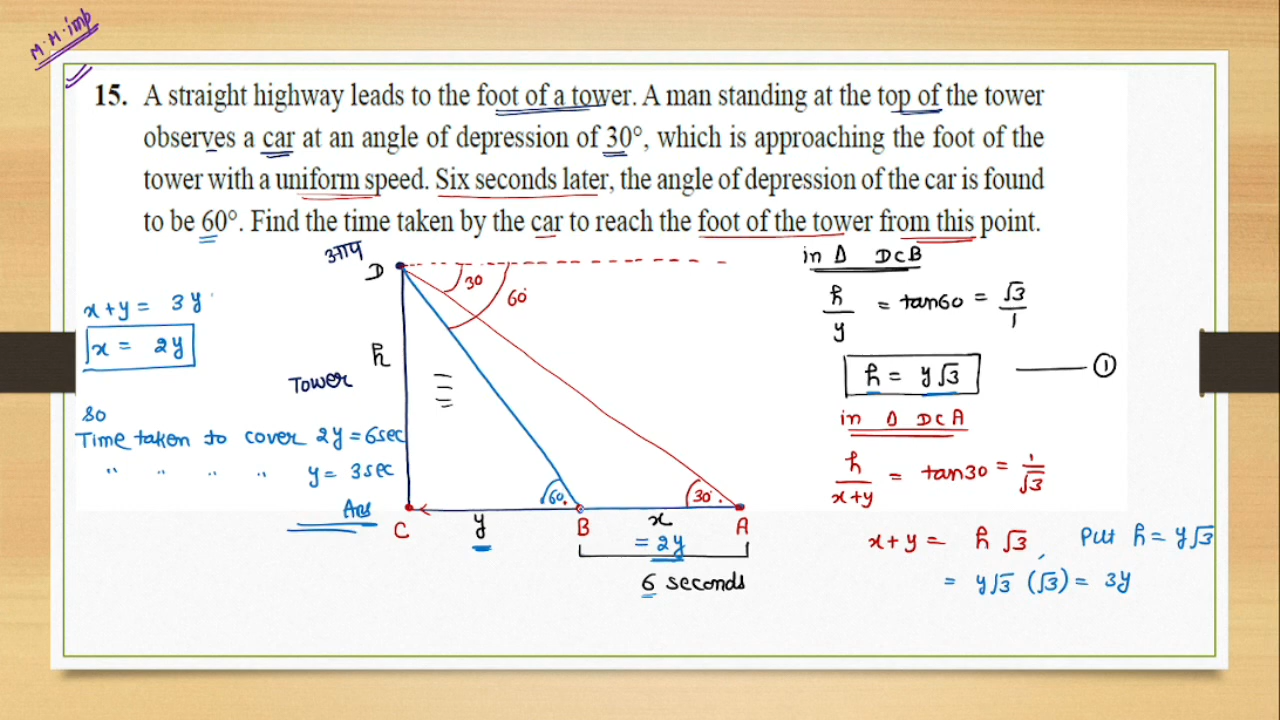 M.M.imp
15. A straight highway leads to the foot of a tower. A man standing at the top of the tower
observes a car at an angle of depression of 30°, which is approaching the foot of the
tower with a uniform speed. Six seconds later, the angle of depression of the car is found
to be 60°. Find the time taken by the car to reach the foot of the tower from this point.
आप
D
30
60°
h
Tower
60.
30°.
C
y
B
x
A
= 2y
6 seconds
x+y = 3y
x = 2y
so
Time taken to cover 2y = 6sec
" " " " y = 3sec
Ans
in Δ DCB
h/y = tan60 = √3/1
h = y√3 —— ①
in Δ DCA
h/x+y = tan30 = 1/√3
x+y = h√3, Put h = y√3
= y√3 (√3) = 3y